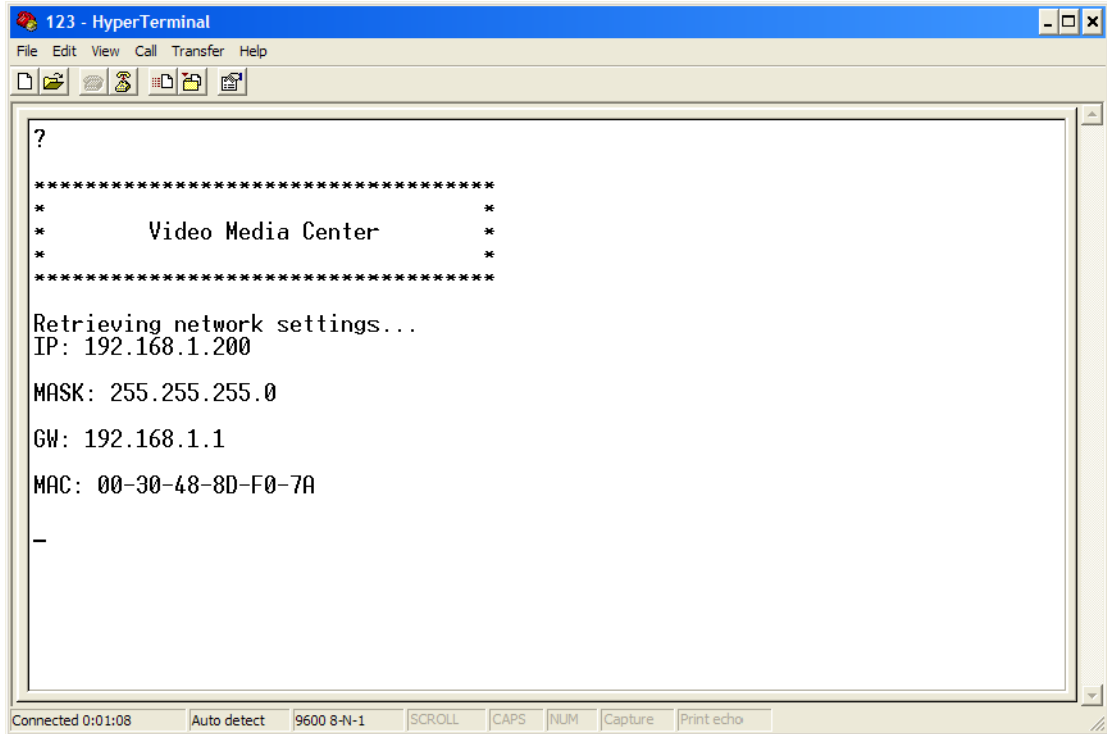 123 - HyperTerminal
File Edit View Call Transfer Help
?
************************************
*                                   *
*        Video Media Center        *
*                                   *
************************************
Retrieving network settings...
IP: 192.168.1.200
MASK: 255.255.255.0
GW: 192.168.1.1
MAC: 00-30-48-8D-F0-7A
_
Connected 0:01:08 Auto detect 9600 8-N-1 SCROLL CAPS NUM Capture Print echo